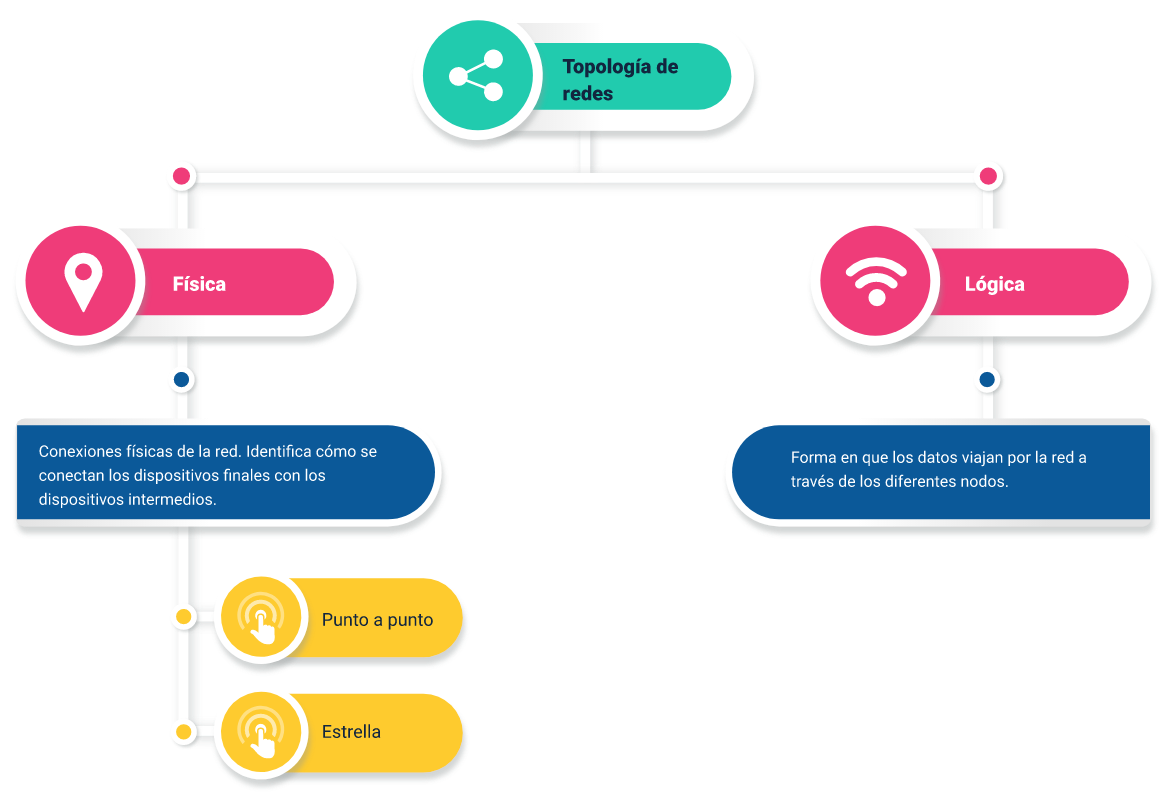 Topología de
redes
Física
Lógica
Conexiones físicas de la red. Identifica cómo se
conectan los dispositivos finales con los
dispositivos intermedios.
Forma en que los datos viajan por la red a
través de los diferentes nodos.
Punto a punto
Estrella